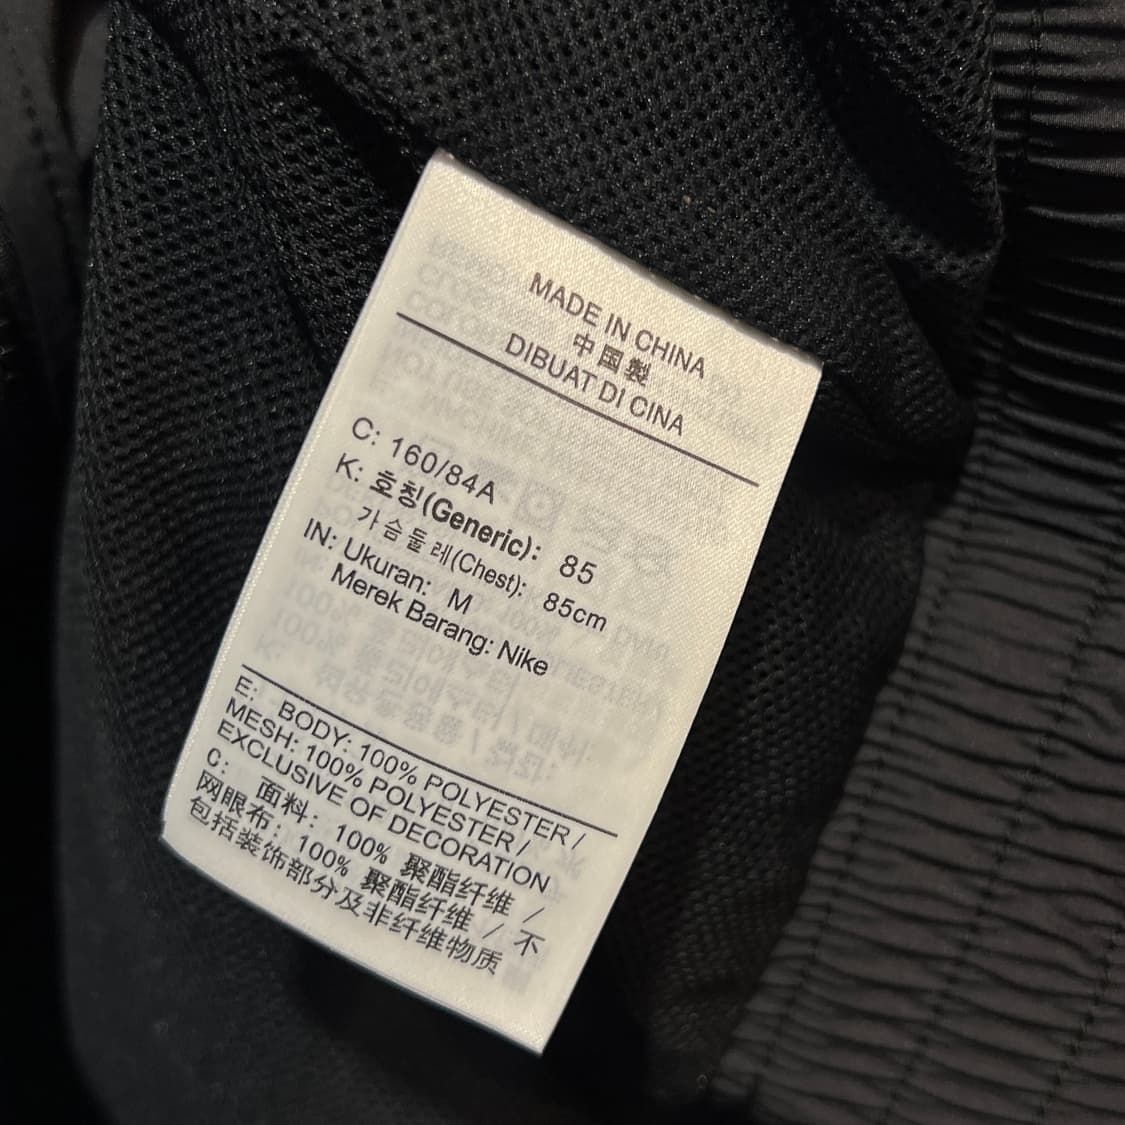 MADE IN CHINA
中国製
DIBUAT DI CINA
C: 160/84A
K: 호칭(Generic): 85
가슴둘레(Chest): 85cm
IN: Ukuran: M
Merek Barang: Nike
E: BODY: 100% POLYESTER /
MESH: 100% POLYESTER /
EXCLUSIVE OF DECORATION
C: 面料: 100% 聚酯纤维 /
网眼布: 100% 聚酯纤维 / 不
包括装饰部分及非纤维物质